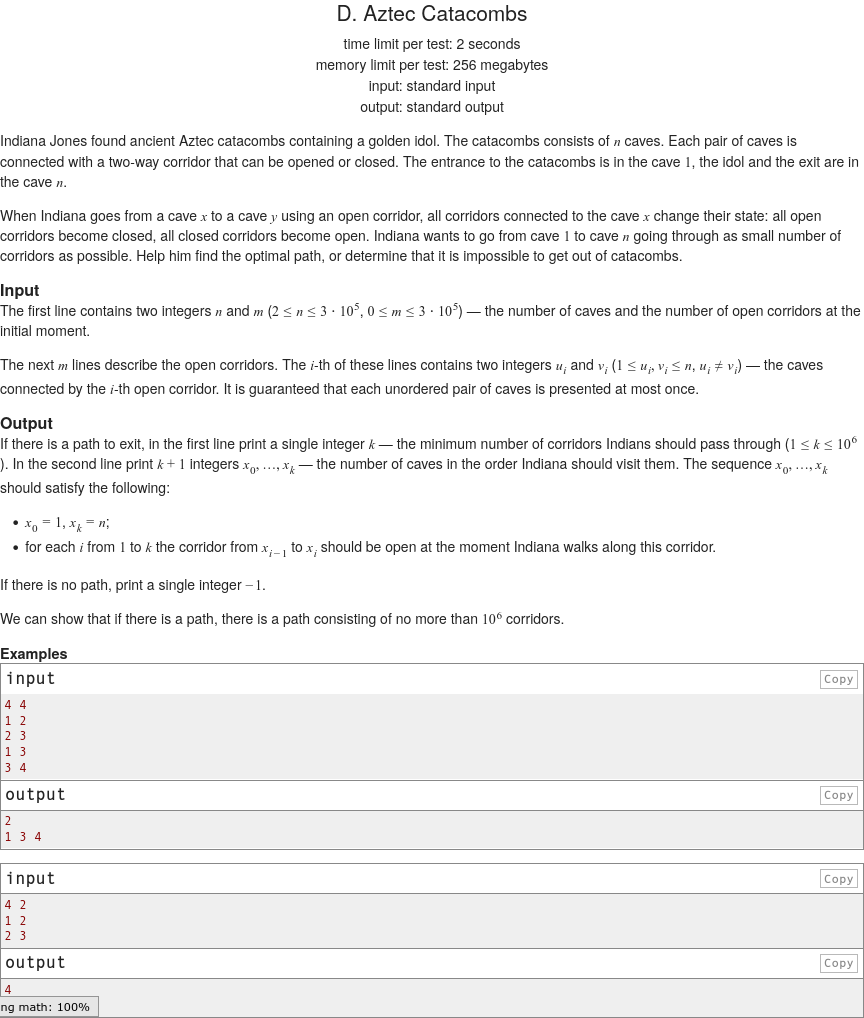 D. Aztec Catacombs
time limit per test: 2 seconds
memory limit per test: 256 megabytes
input: standard input
output: standard output
Indiana Jones found ancient Aztec catacombs containing a golden idol. The catacombs consists of n caves. Each pair of caves is
connected with a two-way corridor that can be opened or closed. The entrance to the catacombs is in the cave 1, the idol and the exit are in
the cave n.
When Indiana goes from a cave x to a cave y using an open corridor, all corridors connected to the cave x change their state: all open
corridors become closed, all closed corridors become open. Indiana wants to go from cave 1 to cave n going through as small number of
corridors as possible. Help him find the optimal path, or determine that it is impossible to get out of catacombs.
Input
The first line contains two integers n and m (2 ≤ n ≤ 3 · 10^5, 0 ≤ m ≤ 3 · 10^5) — the number of caves and the number of open corridors at the
initial moment.
The next m lines describe the open corridors. The i-th of these lines contains two integers u_i and v_i (1 ≤ u_i, v_i ≤ n, u_i ≠ v_i) — the caves
connected by the i-th open corridor. It is guaranteed that each unordered pair of caves is presented at most once.
Output
If there is a path to exit, in the first line print a single integer k — the minimum number of corridors Indians should pass through (1 ≤ k ≤ 10^6
). In the second line print k + 1 integers x_0, …, x_k — the number of caves in the order Indiana should visit them. The sequence x_0, …, x_k
should satisfy the following:
• x_0 = 1, x_k = n;
• for each i from 1 to k the corridor from x_{i−1} to x_i should be open at the moment Indiana walks along this corridor.
If there is no path, print a single integer −1.
We can show that if there is a path, there is a path consisting of no more than 10^6 corridors.
Examples
input Copy
4 4
1 2
2 3
1 3
3 4
output Copy
2
1 3 4
input Copy
4 2
1 2
2 3
output Copy
4
ng math: 100%